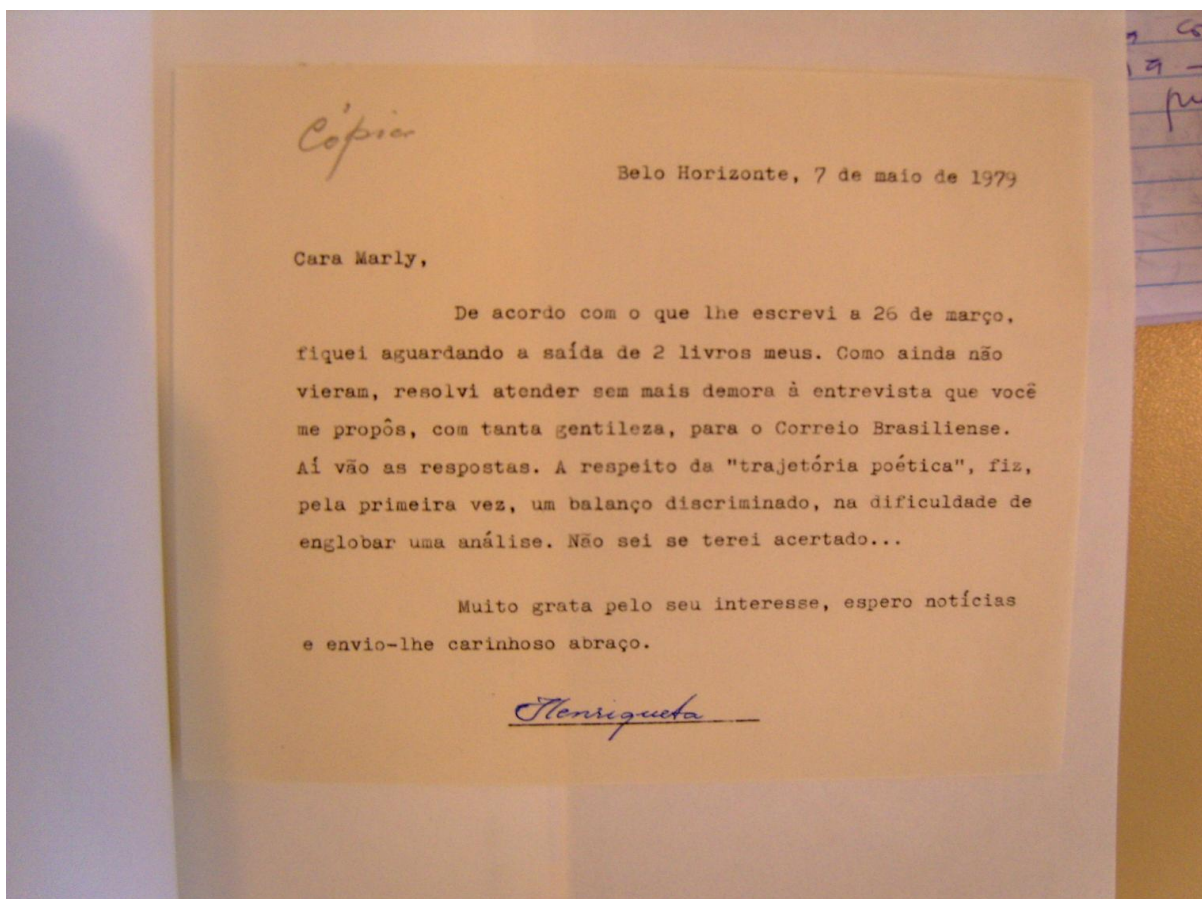 Cópia
Belo Horizonte, 7 de maio de 1979
Cara Marly,
De acordo com o que lhe escrevi a 26 de março,
fiquei aguardando a saída de 2 livros meus. Como ainda não
vieram, resolvi atender sem mais demora à entrevista que você
me propôs, com tanta gentileza, para o Correio Brasiliense.
Aí vão as respostas. A respeito da "trajetória poética", fiz,
pela primeira vez, um balanço discriminado, na dificuldade de
englobar uma análise. Não sei se terei acertado...
Muito grata pelo seu interesse, espero notícias
e envio-lhe carinhoso abraço.
Henriqueta